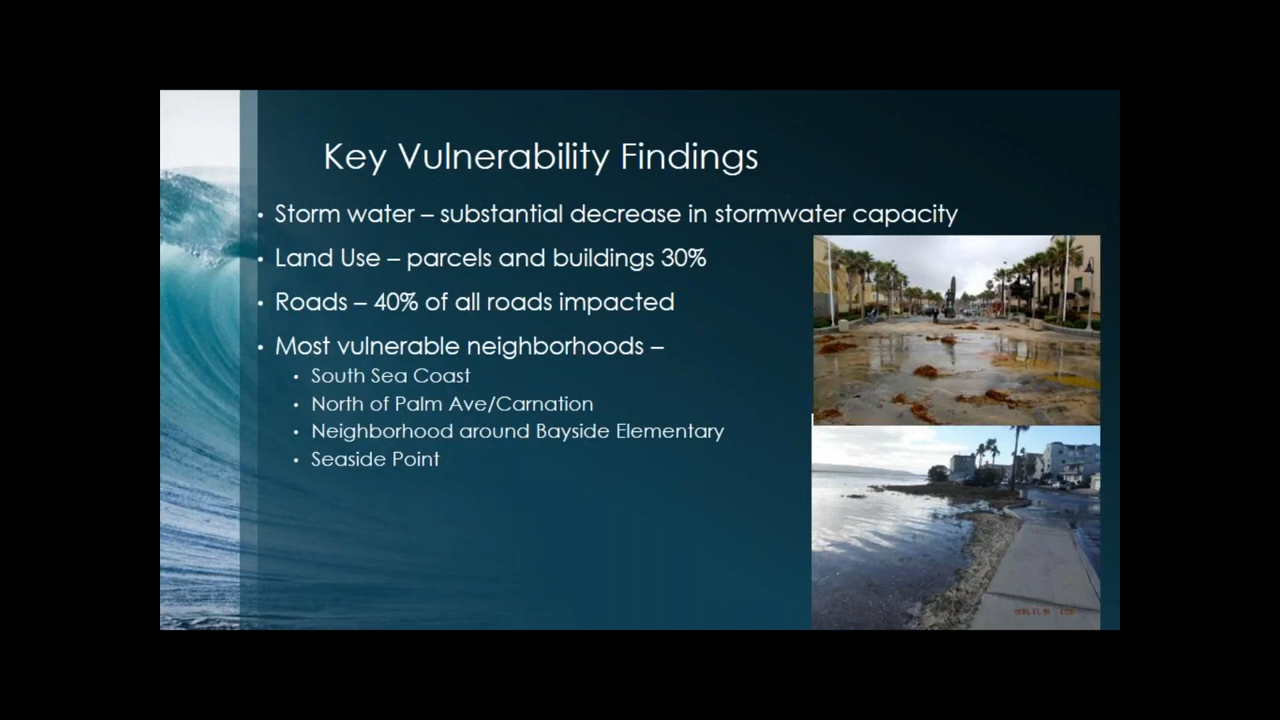 Key Vulnerability Findings
• Storm water – substantial decrease in stormwater capacity
• Land Use – parcels and buildings 30%
• Roads – 40% of all roads impacted
• Most vulnerable neighborhoods –
• South Sea Coast
• North of Palm Ave/Carnation
• Neighborhood around Bayside Elementary
• Seaside Point